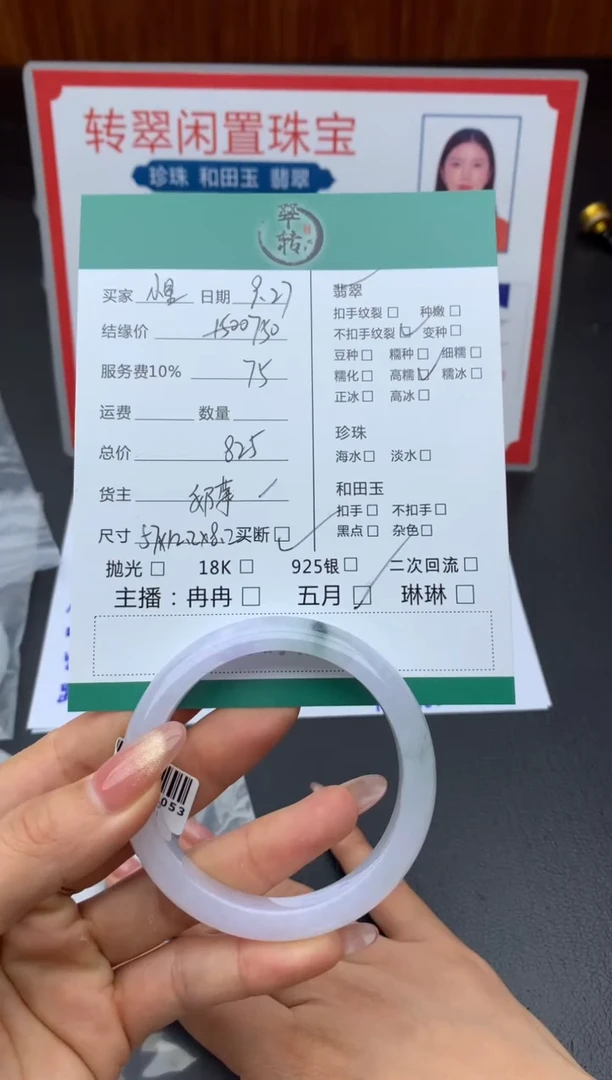 转翠闲置珠宝
珍珠 和田玉 翡翠
翠
转
买家 小星 日期 9.27
结缘价 1500 750
服务费10% 75
运费 数量
总价 825
货主
尺寸 57x12.2x8.2 买断
翡翠
扣手纹裂 种嫩
不扣手纹裂 变种
豆种 糯种 细糯
糯化 高糯 糯冰
正冰 高冰
珍珠
海水 淡水
和田玉
扣手 不扣手
黑点 杂色
抛光 18K 925银 二次回流
主播：冉冉 五月 琳琳
053